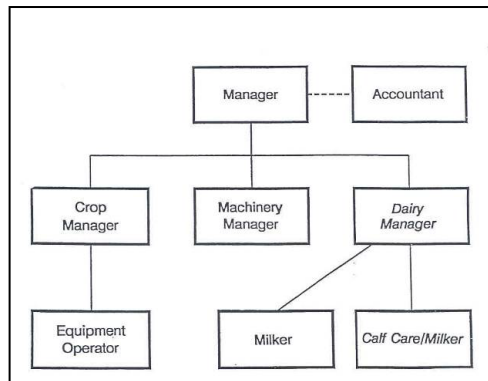 Manager
Accountant
Crop
Manager
Machinery
Manager
Dairy
Manager
Equipment
Operator
Milker
Calf Care/Milker